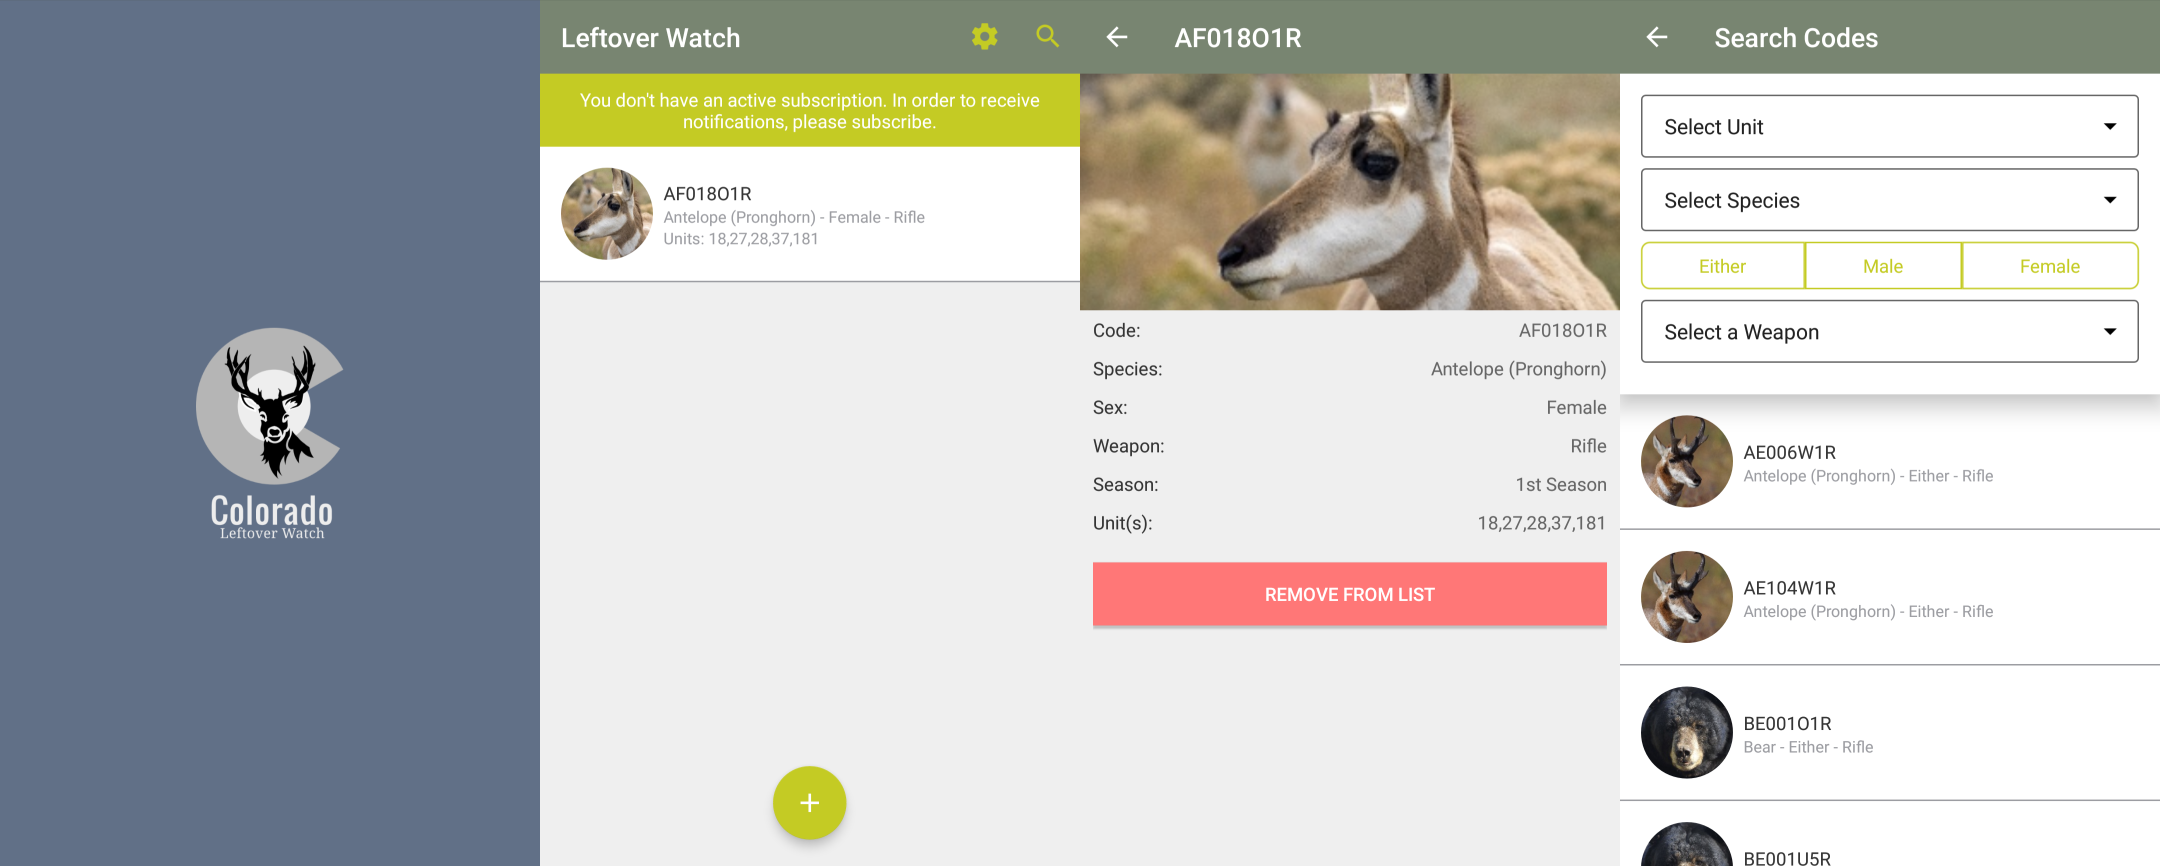 Colorado
Leftover Watch
Leftover Watch
You don't have an active subscription. In order to receive
notifications, please subscribe.
AF018O1R
Antelope (Pronghorn) - Female - Rifle
Units: 18,27,28,37,181
+
AF018O1R
Code: AF018O1R
Species: Antelope (Pronghorn)
Sex: Female
Weapon: Rifle
Season: 1st Season
Unit(s): 18,27,28,37,181
REMOVE FROM LIST
Search Codes
Select Unit
Select Species
Either Male Female
Select a Weapon
AE006W1R
Antelope (Pronghorn) - Either - Rifle
AE104W1R
Antelope (Pronghorn) - Either - Rifle
BE001O1R
Bear - Either - Rifle
BE001U5R